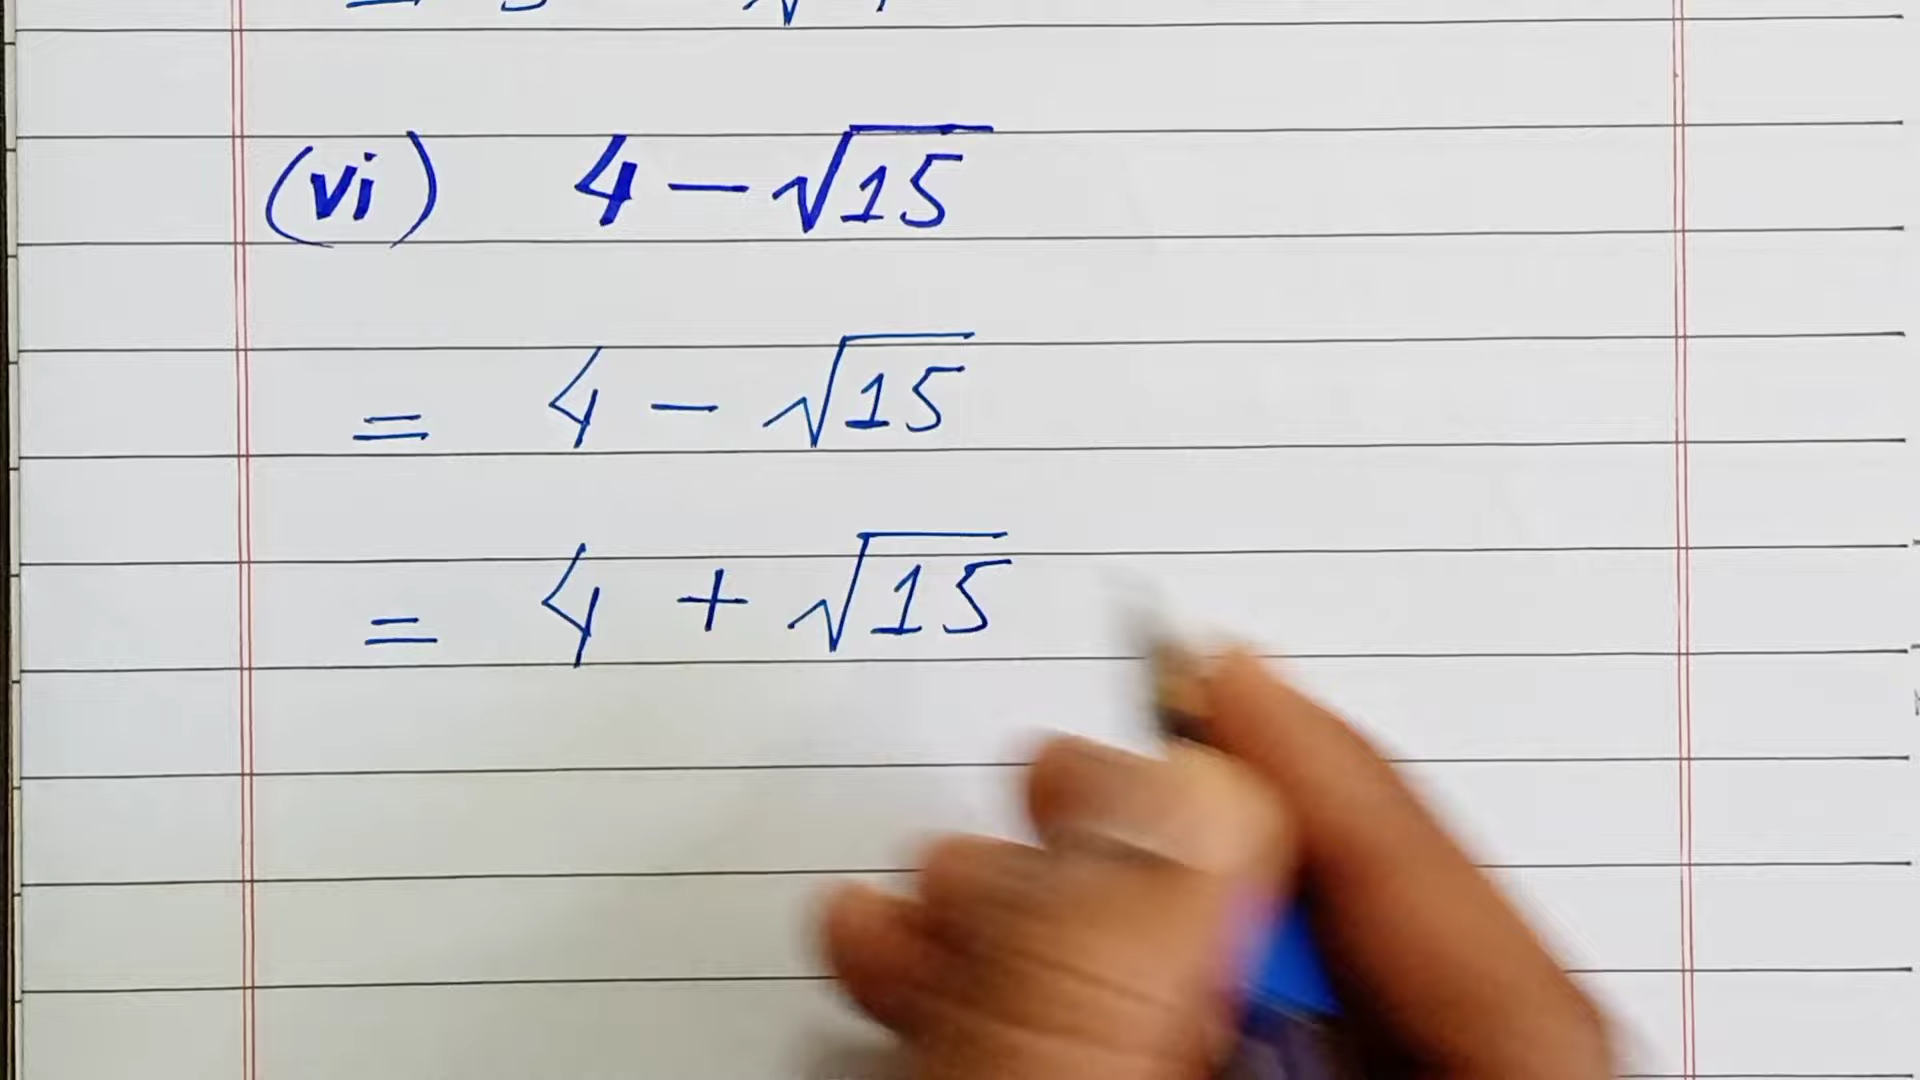 (vi) 4 - √15
= 4 - √15
= 4 + √15